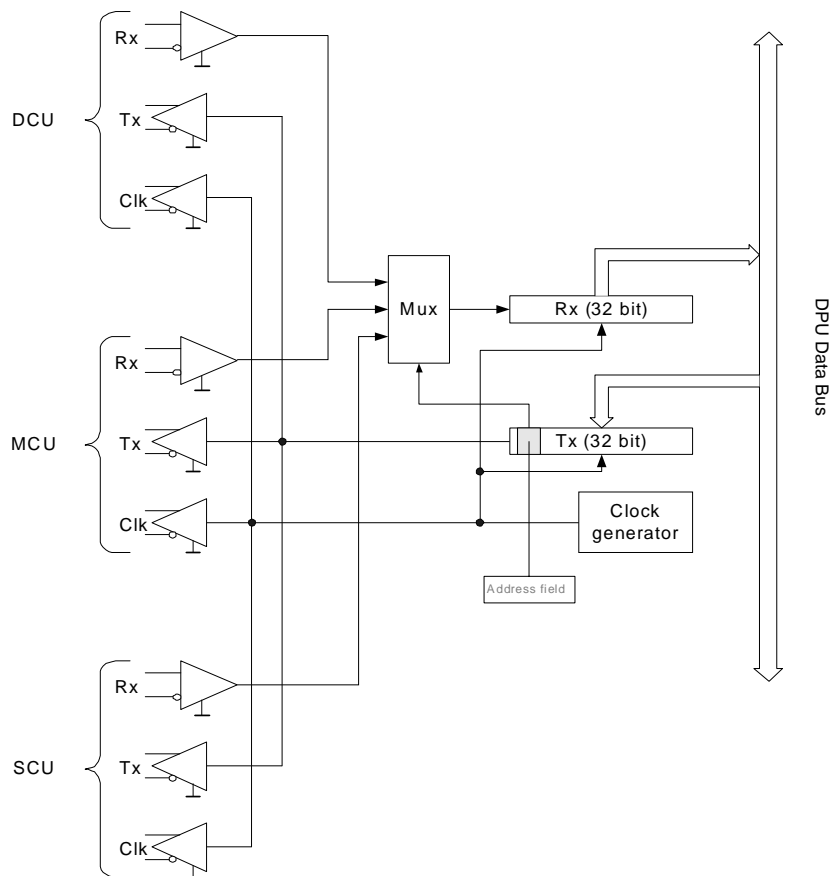 Rx
DCU
Tx
Clk
Mux
Rx (32 bit)
DPU Data Bus
Rx
MCU
Tx
Tx (32 bit)
Clk
Clock
generator
Address field
Rx
SCU
Tx
Clk